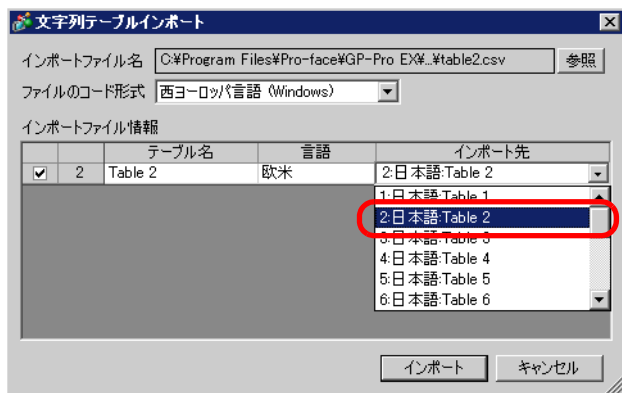 文字列テーブルインポート
インポートファイル名 C:¥Program Files¥Pro-face¥GP-Pro EX¥...¥table2.csv 参照
ファイルのコード形式 西ヨーロッパ言語 (Windows)
インポートファイル情報
テーブル名 言語 インポート先
2 Table 2 欧米 2:日本語:Table 2
1:日本語:Table 1
2:日本語:Table 2
3:日本語:Table 3
4:日本語:Table 4
5:日本語:Table 5
6:日本語:Table 6
インポート キャンセル